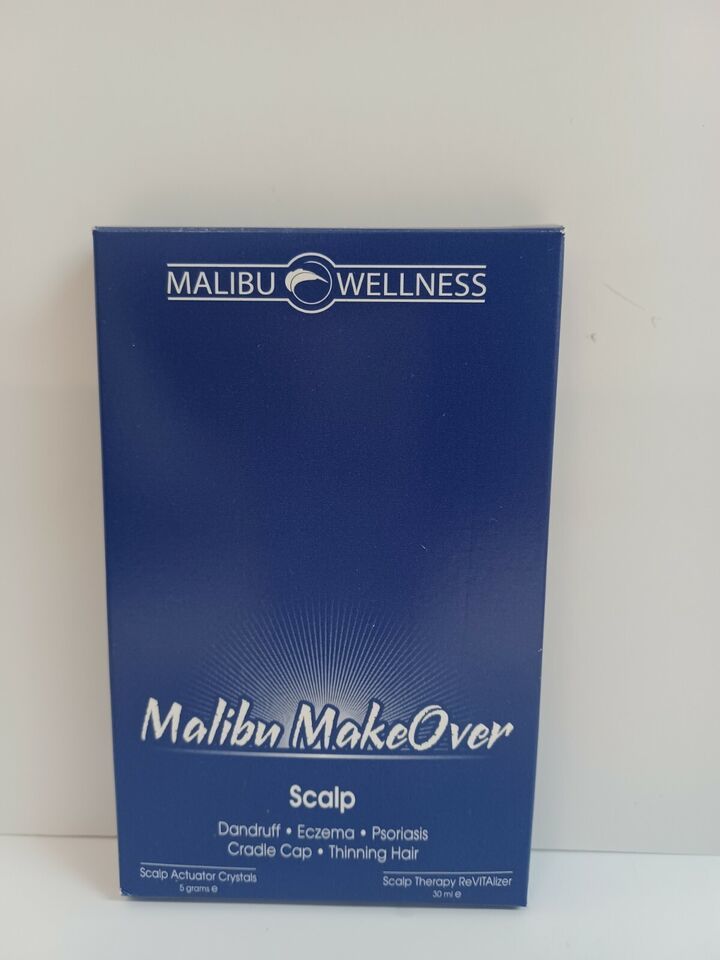 MALIBU WELLNESS
Malibu MakeOver
Scalp
Dandruff • Eczema • Psoriasis
Cradle Cap • Thinning Hair
Scalp Actuator Crystals
5 grams ℮
Scalp Therapy ReVITAlizer
30 ml ℮